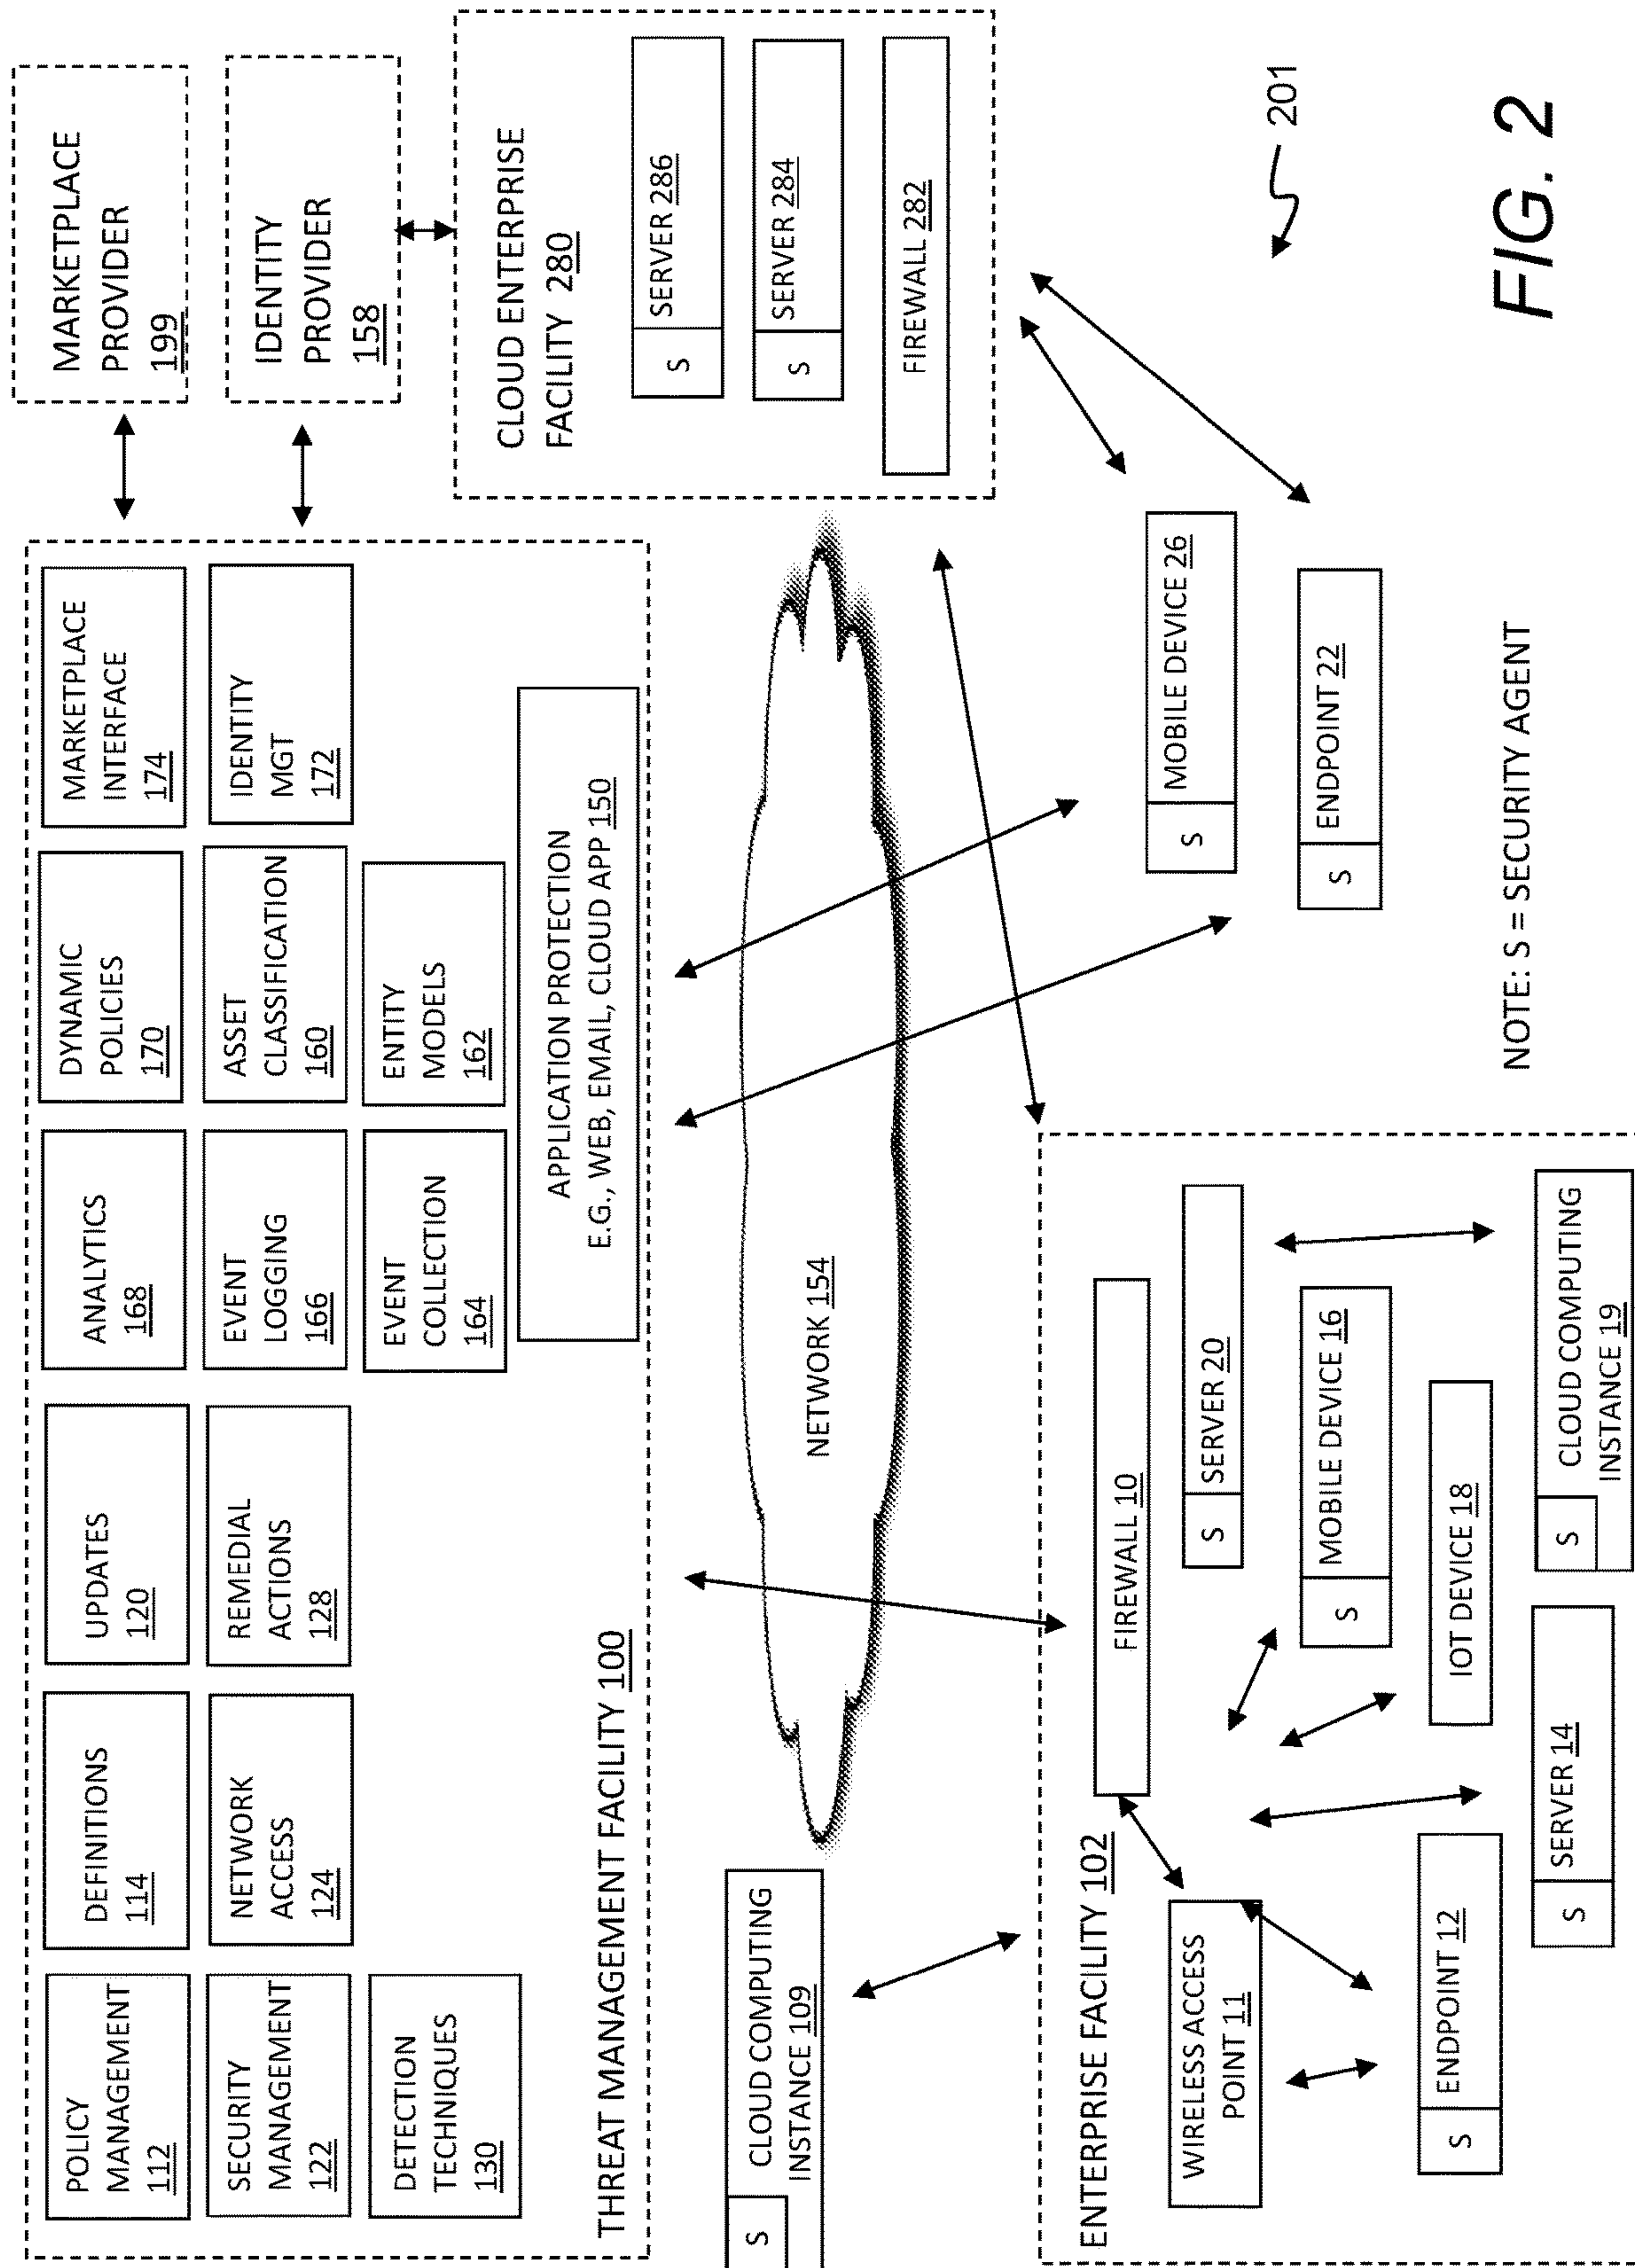 POLICY
MANAGEMENT
112
DEFINITIONS
114
UPDATES
120
ANALYTICS
168
DYNAMIC
POLICIES
170
MARKETPLACE
INTERFACE
174
MARKETPLACE
PROVIDER
199
SECURITY
MANAGEMENT
122
NETWORK
ACCESS
124
REMEDIAL
ACTIONS
128
EVENT
LOGGING
166
ASSET
CLASSIFICATION
160
IDENTITY
MGT
172
IDENTITY
PROVIDER
158
DETECTION
TECHNIQUES
130
EVENT
COLLECTION
164
ENTITY
MODELS
162
APPLICATION PROTECTION
E.G., WEB, EMAIL, CLOUD APP 150
THREAT MANAGEMENT FACILITY 100
CLOUD ENTERPRISE
FACILITY 280
S SERVER 286
S SERVER 284
FIREWALL 282
S CLOUD COMPUTING
INSTANCE 109
NETWORK 154
ENTERPRISE FACILITY 102
FIREWALL 10
WIRELESS ACCESS
POINT 11
S SERVER 20
S MOBILE DEVICE 16
IOT DEVICE 18
S ENDPOINT 12
S SERVER 14
S CLOUD COMPUTING
INSTANCE 19
S MOBILE DEVICE 26
S ENDPOINT 22
NOTE: S = SECURITY AGENT
201
FIG. 2